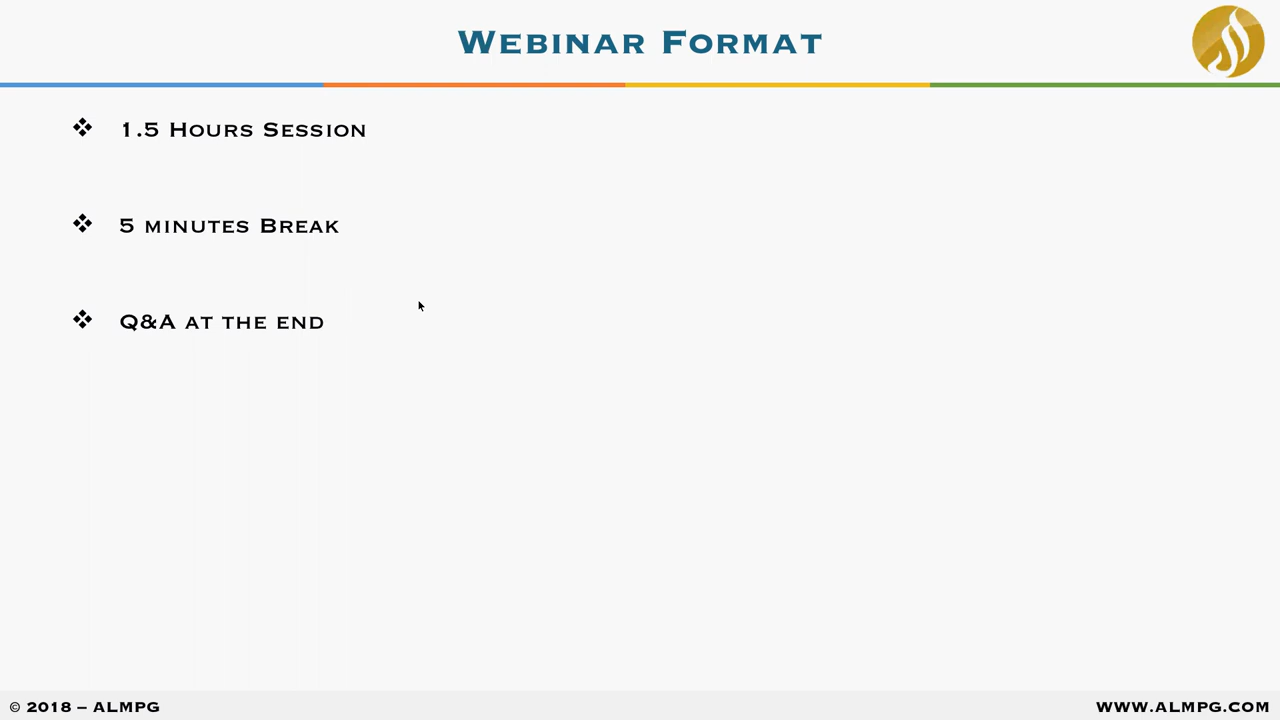 Webinar Format
❖ 1.5 Hours Session
❖ 5 minutes Break
❖ Q&A at the end
© 2018 – ALMPG
www.almpg.com